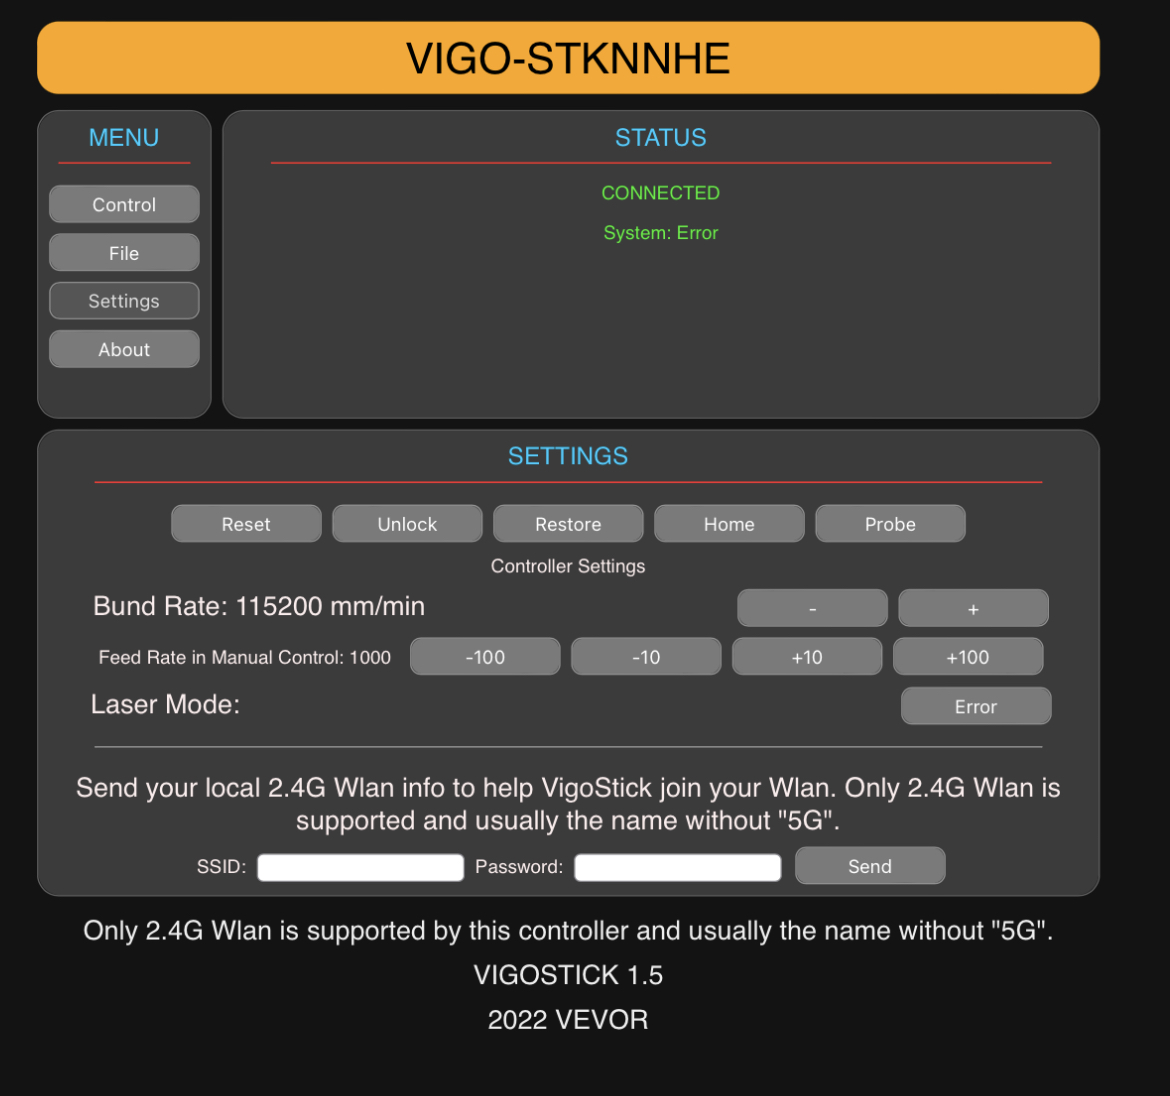 VIGO-STKNNHE
MENU
Control
File
Settings
About
STATUS
CONNECTED
System: Error
SETTINGS
Reset Unlock Restore Home Probe
Controller Settings
Bund Rate: 115200 mm/min - +
Feed Rate in Manual Control: 1000 -100 -10 +10 +100
Laser Mode: Error
Send your local 2.4G Wlan info to help VigoStick join your Wlan. Only 2.4G Wlan is
supported and usually the name without "5G".
SSID: Password: Send
Only 2.4G Wlan is supported by this controller and usually the name without "5G".
VIGOSTICK 1.5
2022 VEVOR